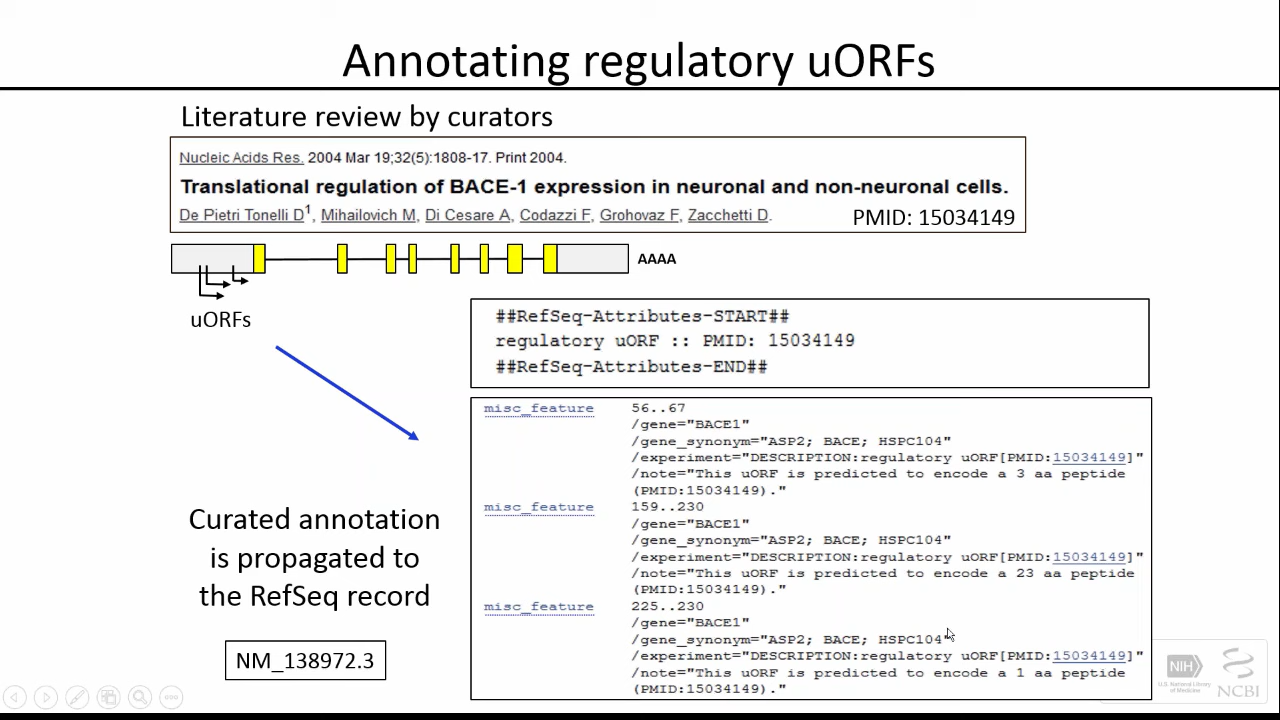 Annotating regulatory uORFs
Literature review by curators
Nucleic Acids Res. 2004 Mar 19;32(5):1808-17. Print 2004.
Translational regulation of BACE-1 expression in neuronal and non-neuronal cells.
De Pietri Tonelli D1, Mihailovich M, Di Cesare A, Codazzi F, Grohovaz F, Zacchetti D.
PMID: 15034149
AAAA
uORFs
##RefSeq-Attributes-START##
regulatory uORF :: PMID: 15034149
##RefSeq-Attributes-END##
misc_feature 56..67
/gene="BACE1"
/gene_synonym="ASP2; BACE; HSPC104"
/experiment="DESCRIPTION:regulatory uORF[PMID:15034149]"
/note="This uORF is predicted to encode a 3 aa peptide
(PMID:15034149)."
misc_feature 159..230
/gene="BACE1"
/gene_synonym="ASP2; BACE; HSPC104"
/experiment="DESCRIPTION:regulatory uORF[PMID:15034149]"
/note="This uORF is predicted to encode a 23 aa peptide
(PMID:15034149)."
misc_feature 225..230
/gene="BACE1"
/gene_synonym="ASP2; BACE; HSPC104"
/experiment="DESCRIPTION:regulatory uORF[PMID:15034149]"
/note="This uORF is predicted to encode a 1 aa peptide
(PMID:15034149)."
Curated annotation
is propagated to
the RefSeq record
NM_138972.3
NIH
U.S. National Library
of Medicine
NCBI